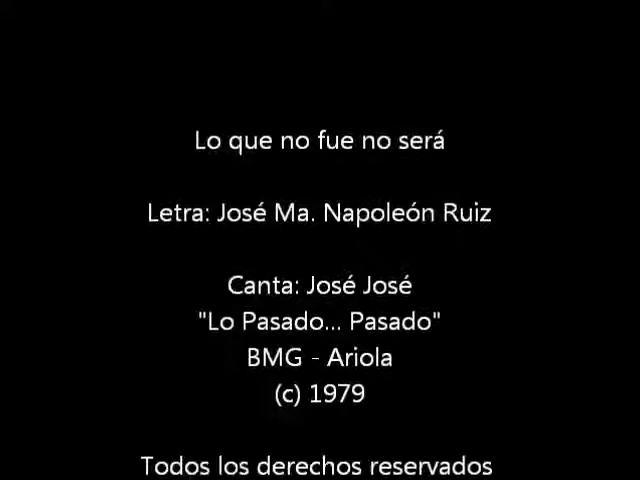 Lo que no fue no será
Letra: José Ma. Napoleón Ruiz
Canta: José José
"Lo Pasado... Pasado"
BMG - Ariola
(c) 1979
Todos los derechos reservados